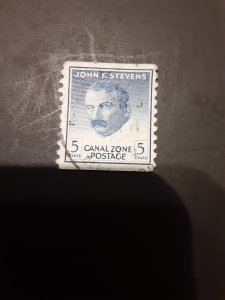 JOHN F. STEVENS
5 CENTS
5 CENTS
CANAL ZONE
POSTAGE